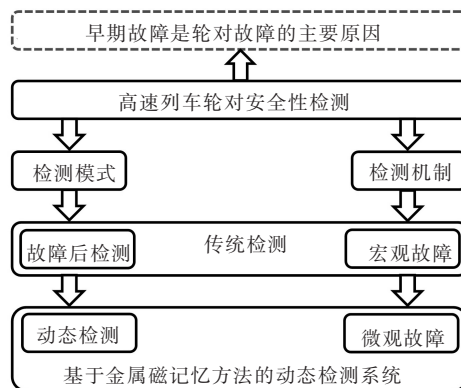 早期故障是轮对故障的主要原因
高速列车轮对安全性检测
检测模式
检测机制
故障后检测
传统检测
宏观故障
动态检测
微观故障
基于金属磁记忆方法的动态检测系统